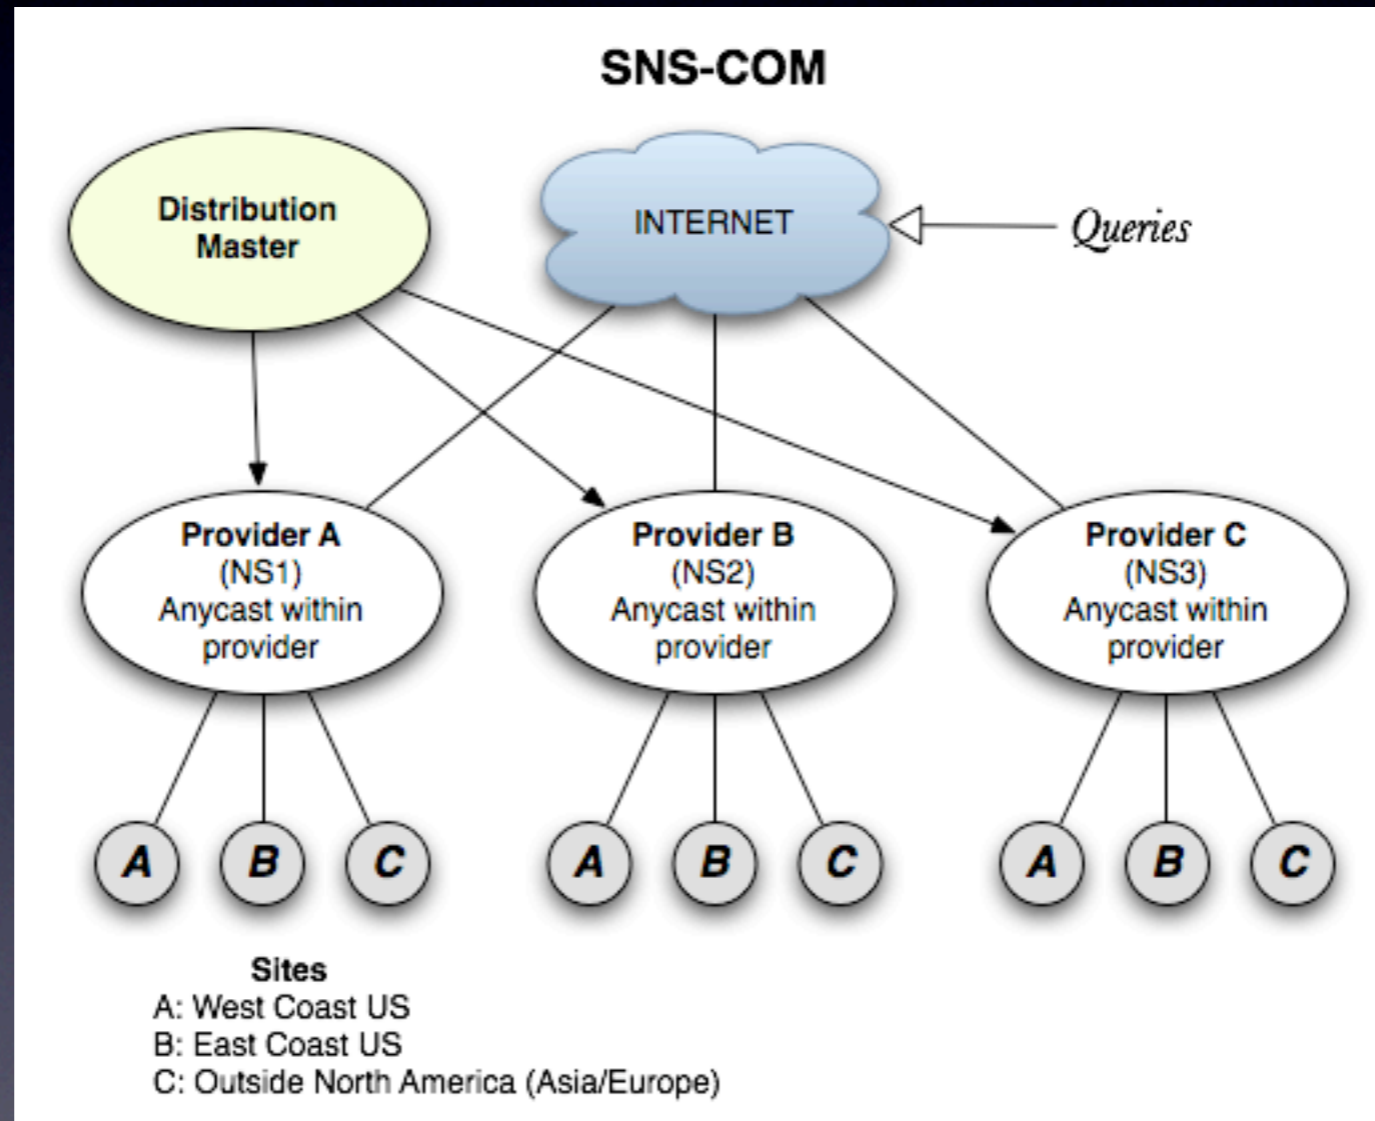 SNS-COM
Distribution
Master
INTERNET
Queries
Provider A
(NS1)
Anycast within
provider
Provider B
(NS2)
Anycast within
provider
Provider C
(NS3)
Anycast within
provider
A
B
C
A
B
C
A
B
C
Sites
A: West Coast US
B: East Coast US
C: Outside North America (Asia/Europe)